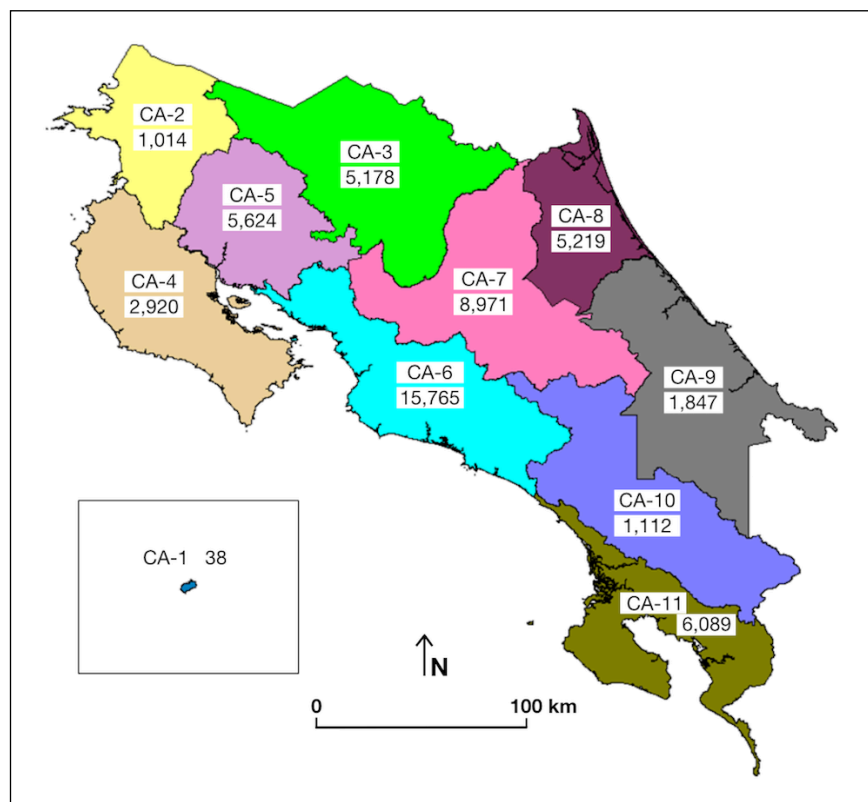 CA-2
1,014
CA-3
5,178
CA-5
5,624
CA-8
5,219
CA-4
2,920
CA-7
8,971
CA-6
15,765
CA-9
1,847
CA-10
1,112
CA-1 38
CA-11
6,089
N
0 100 km